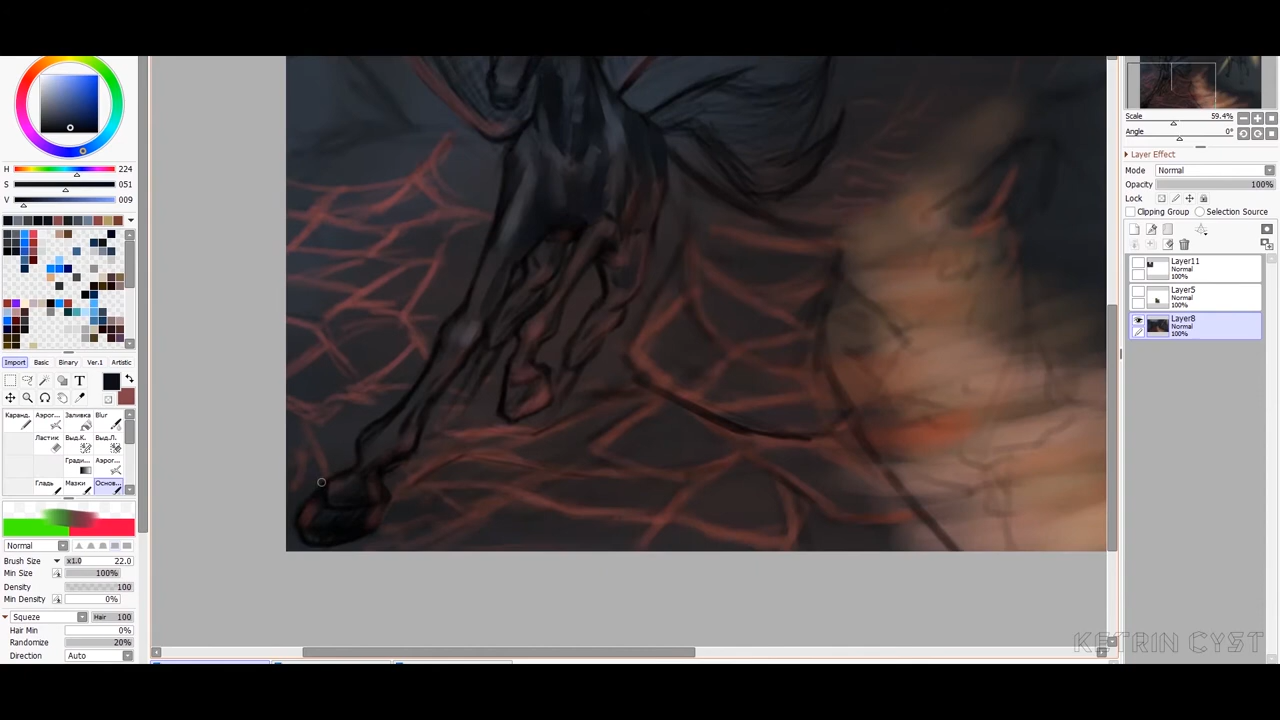 H 224
S 051
V 009
Import Basic Binary Ver.1 Artistic
T
Каранд. Аэрог... Заливка Blur
Ластик Выд.К. Выд.Л.
Гради... Аэрог...
Гладь Мазки Основ...
Normal
Brush Size x1.0 22.0
Min Size 100%
Density 100
Min Density 0%
Squeze Hair 100
Hair Min 0%
Randomize 20%
Direction Auto
Scale 59.4%
Angle 0°
Layer Effect
Mode Normal
Opacity 100%
Lock
Clipping Group Selection Source
Layer11
Normal
100%
Layer5
Normal
100%
Layer8
Normal
100%
KETRIN CYST